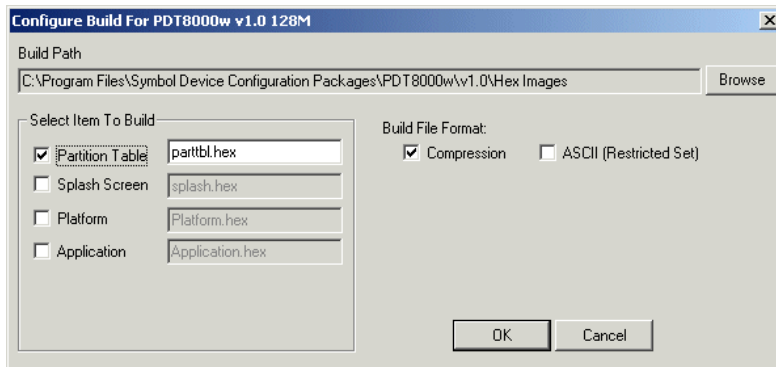 Configure Build For PDT8000w v1.0 128M
Build Path
C:\Program Files\Symbol Device Configuration Packages\PDT8000w\v1.0\Hex Images
Browse
Select Item To Build
Partition Table
parttbl.hex
Splash Screen
splash.hex
Platform
Platform.hex
Application
Application.hex
Build File Format:
Compression
ASCII (Restricted Set)
OK
Cancel